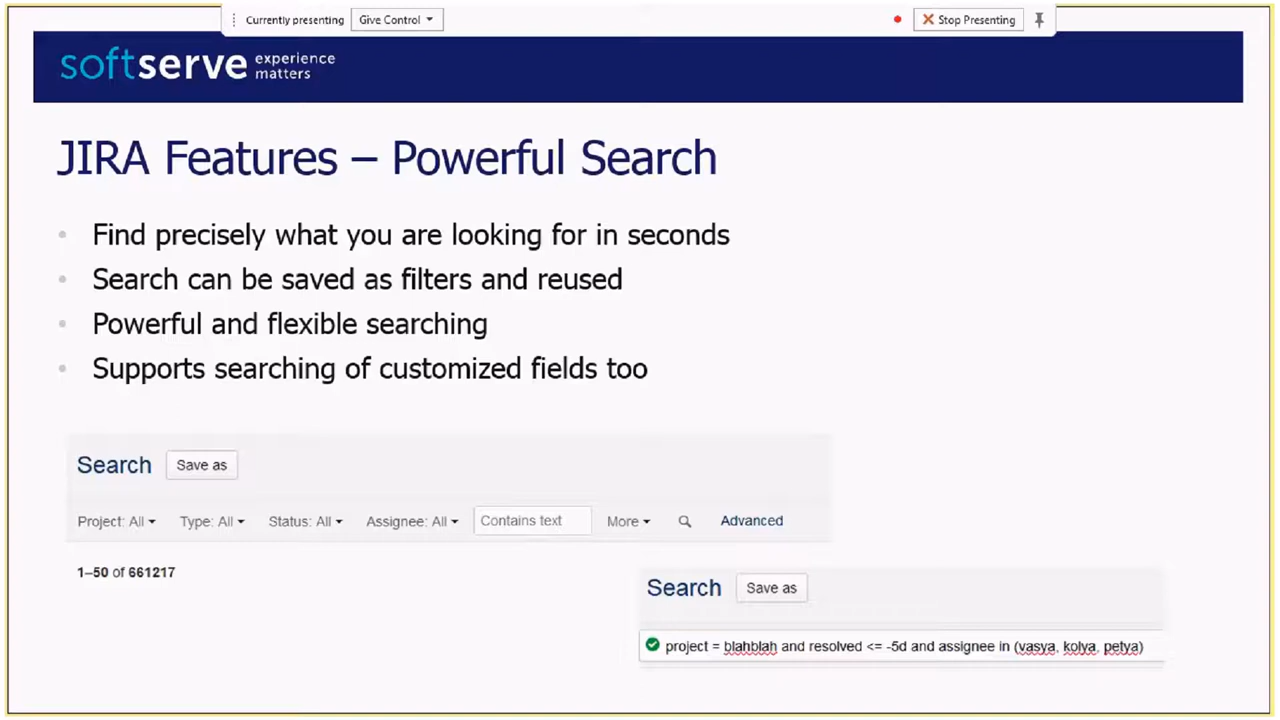 Currently presenting Give Control Stop Presenting
softserve experience matters
JIRA Features – Powerful Search
Find precisely what you are looking for in seconds
Search can be saved as filters and reused
Powerful and flexible searching
Supports searching of customized fields too
Search Save as
Project: All Type: All Status: All Assignee: All Contains text More Advanced
1–50 of 661217
Search Save as
project = blahblah and resolved <= -5d and assignee in (vasya, kolya, petya)